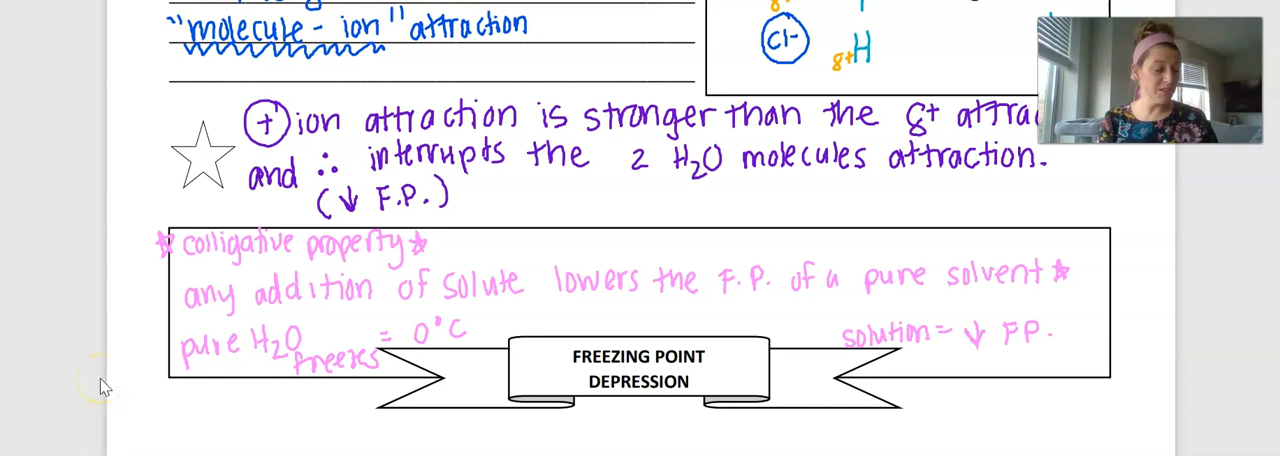 "molecule - ion" attraction
Cl-
δ+ H
+ ion attraction is stronger than the δ+
and ∴ interrupts the 2 H₂O molecules attraction.
(↓ F.P.)
* colligative property *
any addition of solute lowers the F.P. of a pure solvent *
pure H₂O freezes = 0°C
solution = ↓ FP.
FREEZING POINT
DEPRESSION